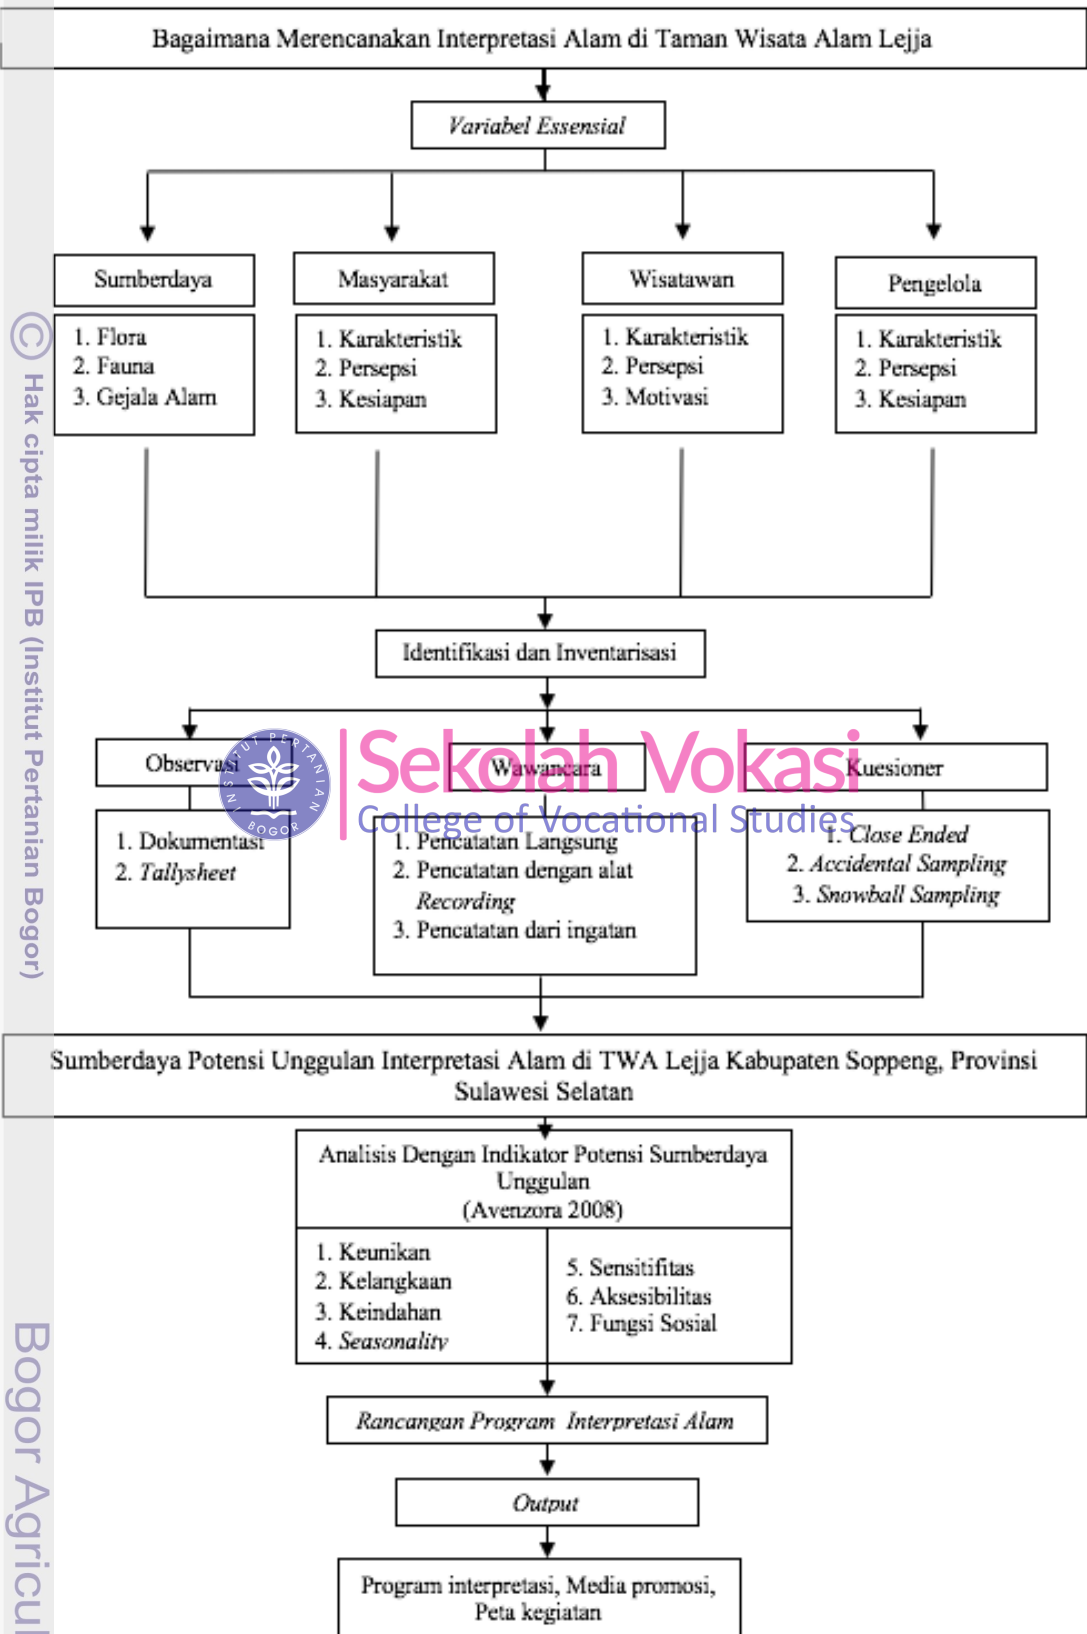 Bagaimana Merencanakan Interpretasi Alam di Taman Wisata Alam Lejja
Variabel Essensial
Sumberdaya
1. Flora
2. Fauna
3. Gejala Alam
Masyarakat
1. Karakteristik
2. Persepsi
3. Kesiapan
Wisatawan
1. Karakteristik
2. Persepsi
3. Motivasi
Pengelola
1. Karakteristik
2. Persepsi
3. Kesiapan
Identifikasi dan Inventarisasi
Observasi
1. Dokumentasi
2. Tallysheet
Wawancara
1. Pencatatan Langsung
2. Pencatatan dengan alat
Recording
3. Pencatatan dari ingatan
Kuesioner
1. Close Ended
2. Accidental Sampling
3. Snowball Sampling
Sumberdaya Potensi Unggulan Interpretasi Alam di TWA Lejja Kabupaten Soppeng, Provinsi
Sulawesi Selatan
Analisis Dengan Indikator Potensi Sumberdaya
Unggulan
(Avenzora 2008)
1. Keunikan
2. Kelangkaan
3. Keindahan
4. Seasonality
5. Sensitifitas
6. Aksesibilitas
7. Fungsi Sosial
Rancangan Program Interpretasi Alam
Output
Program interpretasi, Media promosi,
Peta kegiatan
© Hak cipta milik IPB (Institut Pertanian Bogor)
Bogor Agricul
INSTITUT PERTANIAN
BOGOR
Sekolah Vokasi
College of Vocational Studies